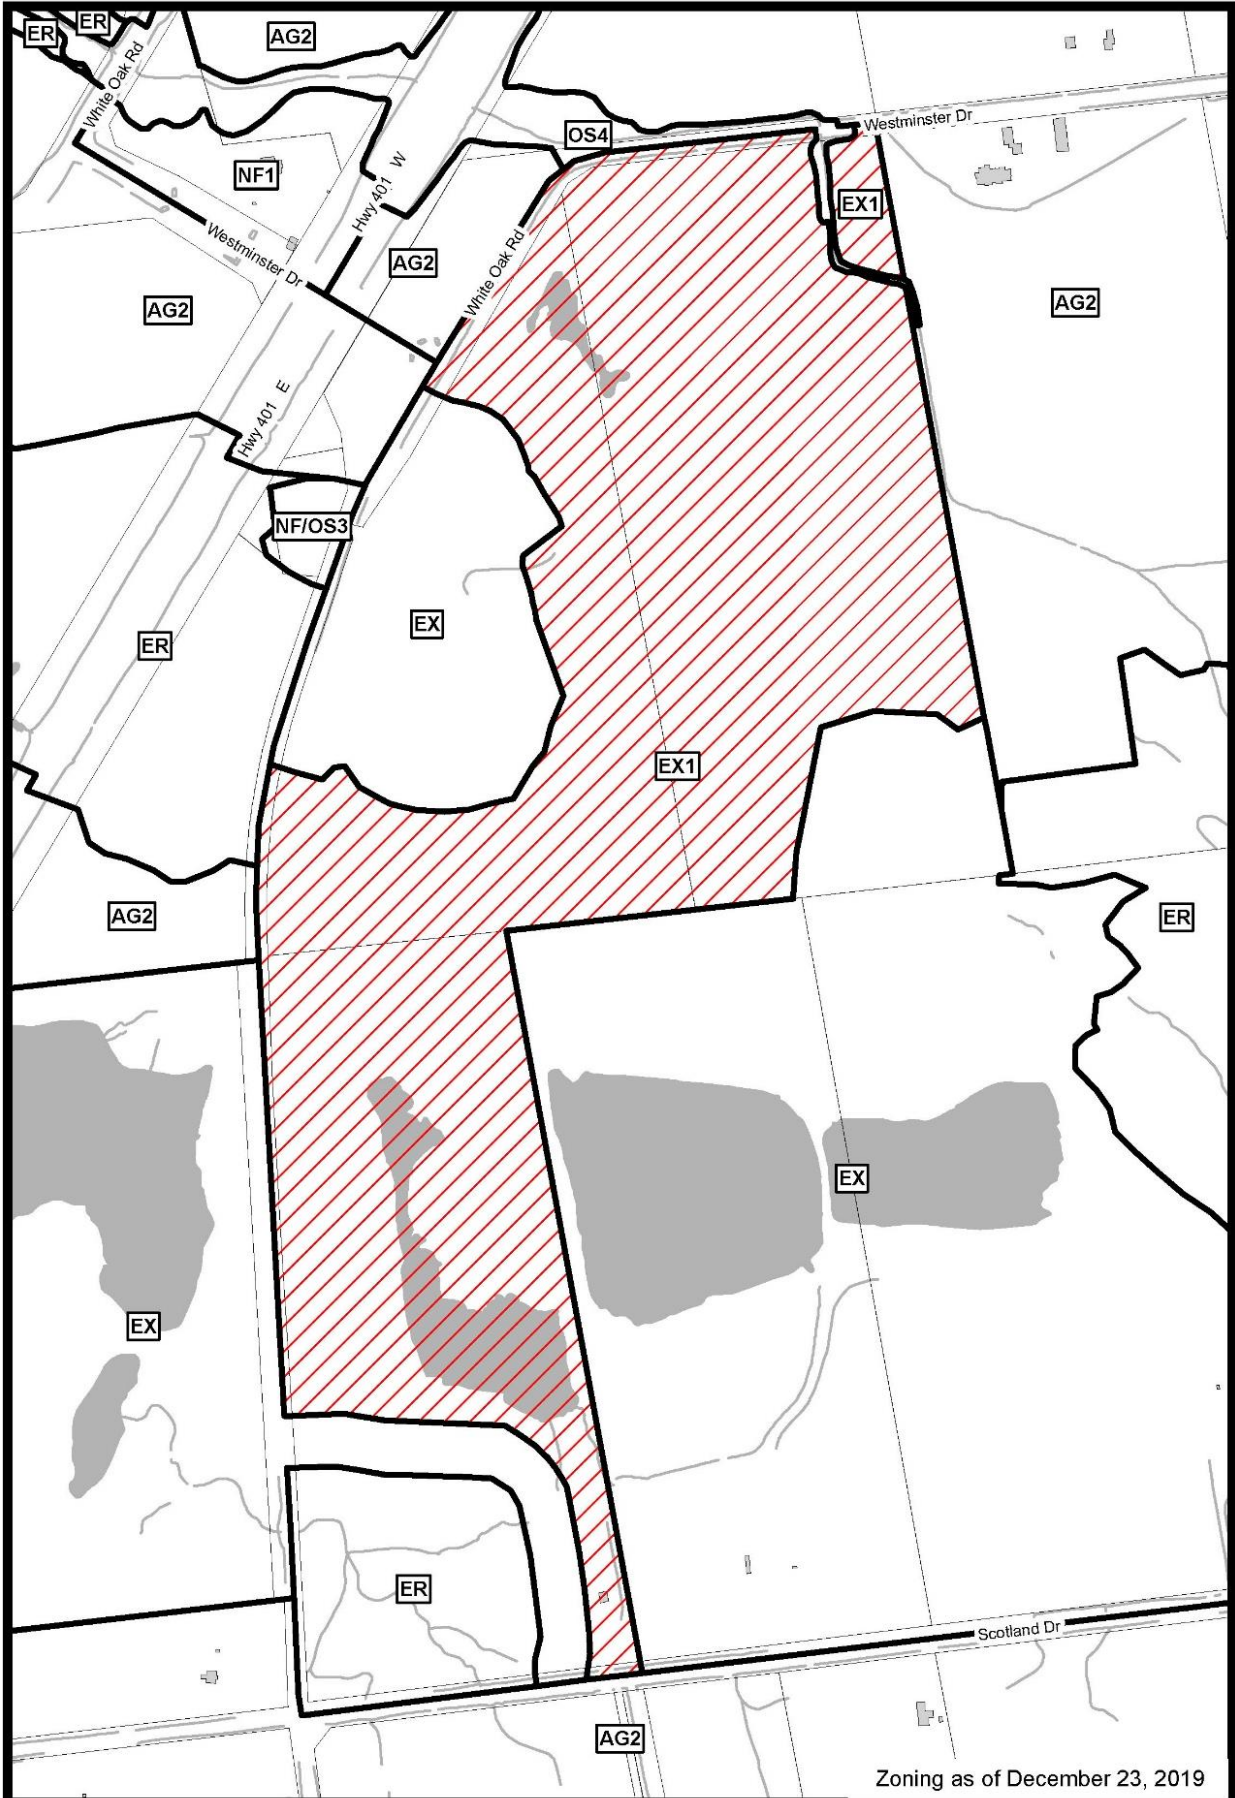 ER
ER
AG2
White Oak Rd
Westminster Dr
OS4
Hwy 401 W
NF1
EX1
Westminster Dr
AG2
White Oak Rd
AG2
AG2
Hwy 401 E
NF/OS3
EX
ER
EX1
AG2
ER
EX
EX
ER
Scotland Dr
AG2
Zoning as of December 23, 2019